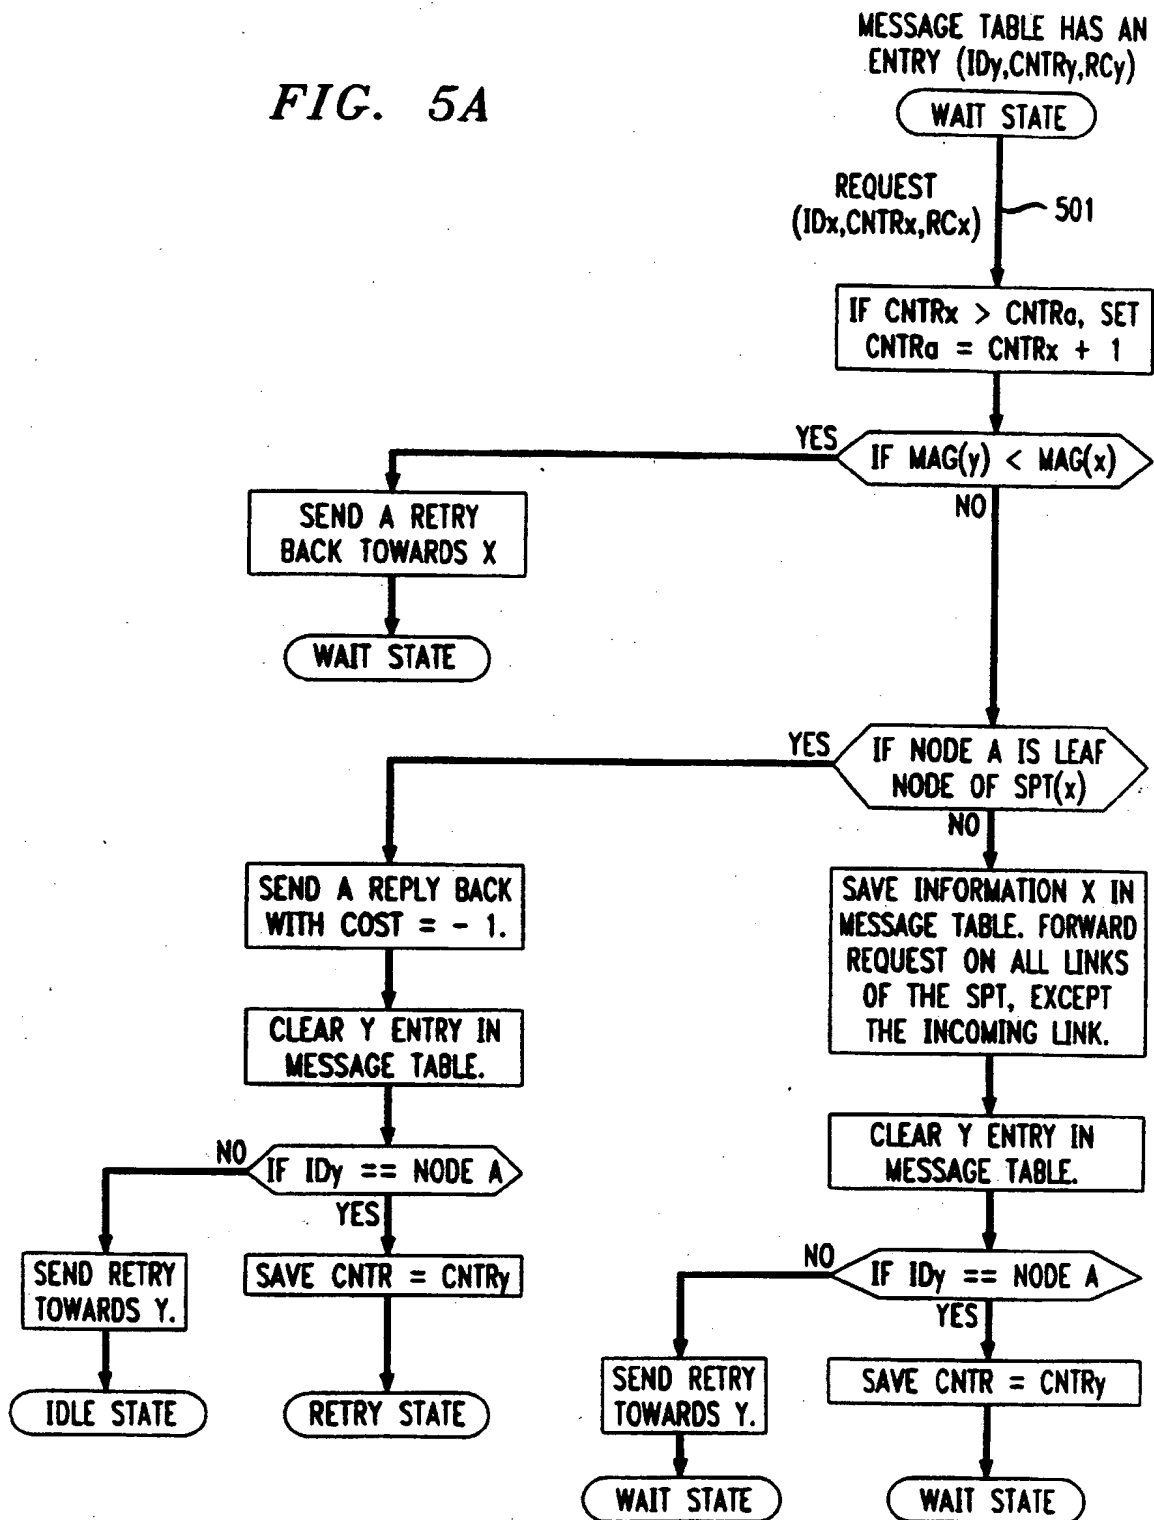 FIG. 5A
MESSAGE TABLE HAS AN
ENTRY (IDy,CNTRy,RCy)
WAIT STATE
REQUEST
(IDx,CNTRx,RCx)
501
IF CNTRx > CNTRa, SET
CNTRa = CNTRx + 1
YES
IF MAG(y) < MAG(x)
NO
SEND A RETRY
BACK TOWARDS X
WAIT STATE
YES
IF NODE A IS LEAF
NODE OF SPT(x)
NO
SEND A REPLY BACK
WITH COST = - 1.
SAVE INFORMATION X IN
MESSAGE TABLE. FORWARD
REQUEST ON ALL LINKS
OF THE SPT, EXCEPT
THE INCOMING LINK.
CLEAR Y ENTRY IN
MESSAGE TABLE.
CLEAR Y ENTRY IN
MESSAGE TABLE.
NO
IF IDy == NODE A
YES
NO
IF IDy == NODE A
YES
SEND RETRY
TOWARDS Y.
SAVE CNTR = CNTRy
SEND RETRY
TOWARDS Y.
SAVE CNTR = CNTRy
IDLE STATE
RETRY STATE
WAIT STATE
WAIT STATE